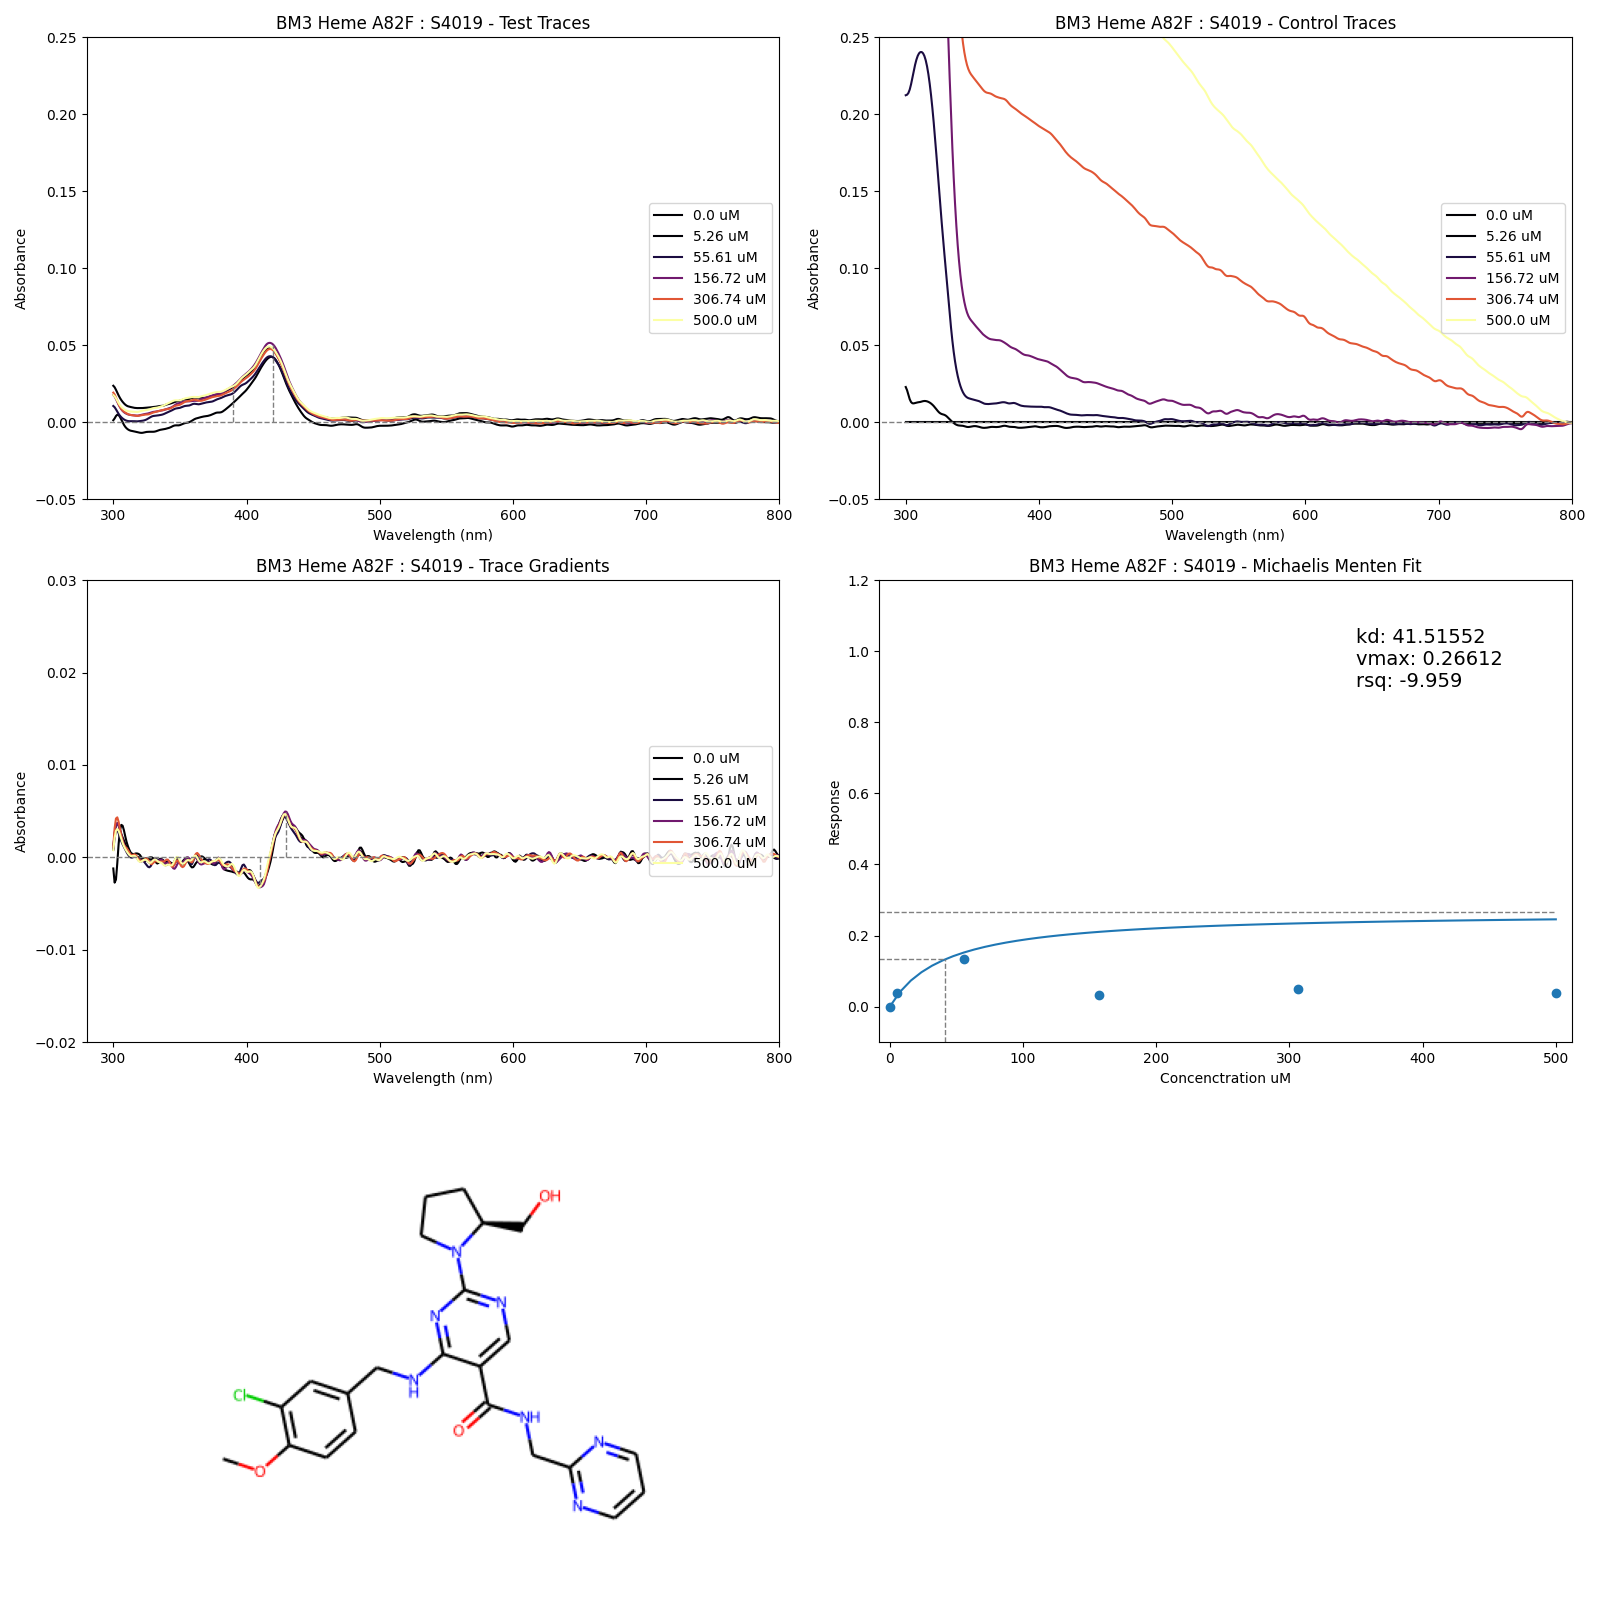 BM3 Heme A82F : S4019 - Test Traces
0.25
0.20
0.15
0.10
0.05
0.00
−0.05
300
400
500
600
700
800
Absorbance
Wavelength (nm)
0.0 uM
5.26 uM
55.61 uM
156.72 uM
306.74 uM
500.0 uM
BM3 Heme A82F : S4019 - Control Traces
0.25
0.20
0.15
0.10
0.05
0.00
−0.05
300
400
500
600
700
800
Absorbance
Wavelength (nm)
0.0 uM
5.26 uM
55.61 uM
156.72 uM
306.74 uM
500.0 uM
BM3 Heme A82F : S4019 - Trace Gradients
0.03
0.02
0.01
0.00
−0.01
−0.02
300
400
500
600
700
800
Absorbance
Wavelength (nm)
0.0 uM
5.26 uM
55.61 uM
156.72 uM
306.74 uM
500.0 uM
BM3 Heme A82F : S4019 - Michaelis Menten Fit
1.2
1.0
0.8
0.6
0.4
0.2
0.0
0
100
200
300
400
500
Response
Concenctration uM
kd: 41.51552
vmax: 0.26612
rsq: -9.959
OH
N
N
N
Cl
N
H
O
NH
N
O
N